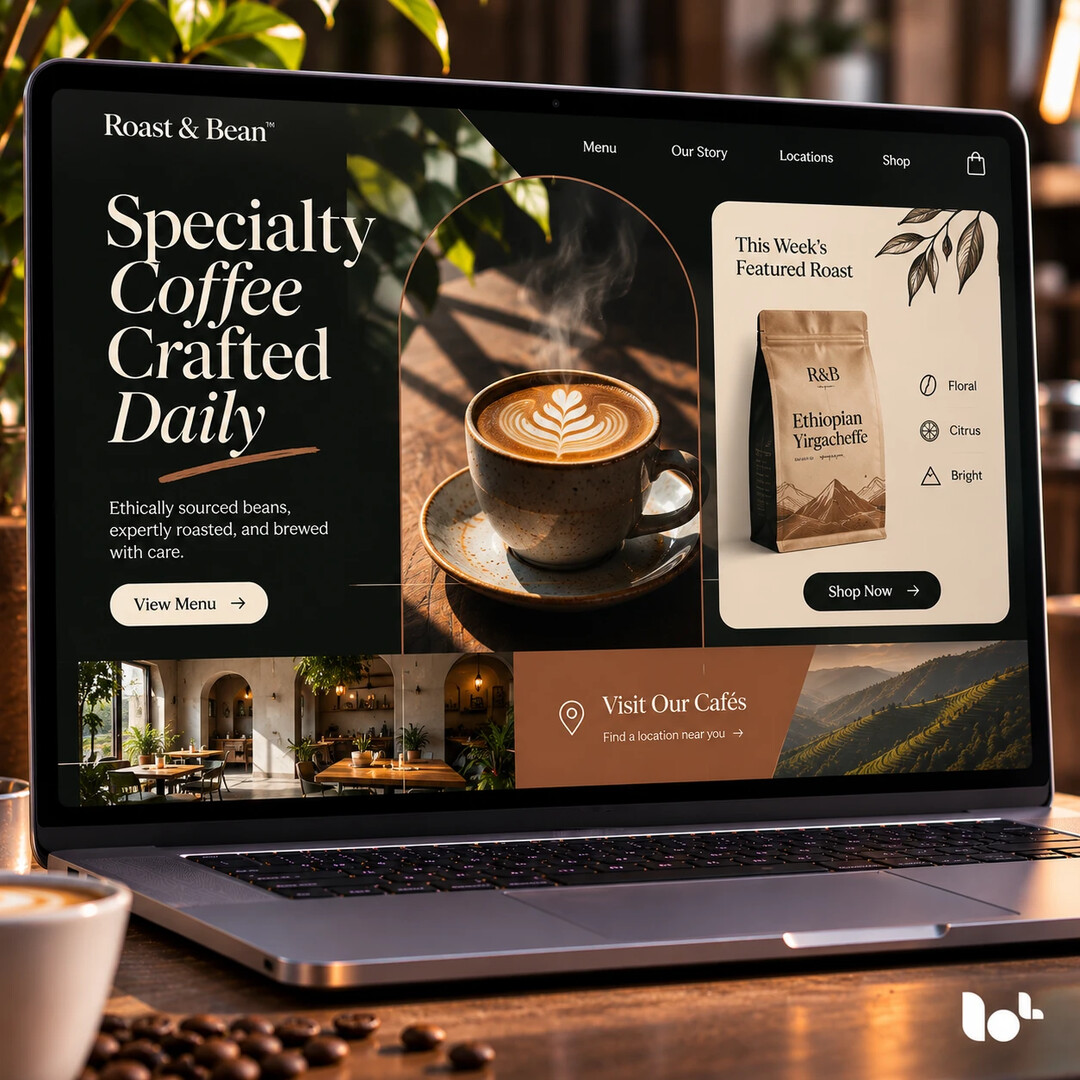 Roast & Bean™
Menu
Our Story
Locations
Shop
Specialty
Coffee
Crafted
Daily
Ethically sourced beans,
expertly roasted, and brewed
with care.
View Menu →
This Week's
Featured Roast
R&B
Ethiopian
Yirgacheffe
Floral
Citrus
Bright
Shop Now →
Visit Our Cafés
Find a location near you →